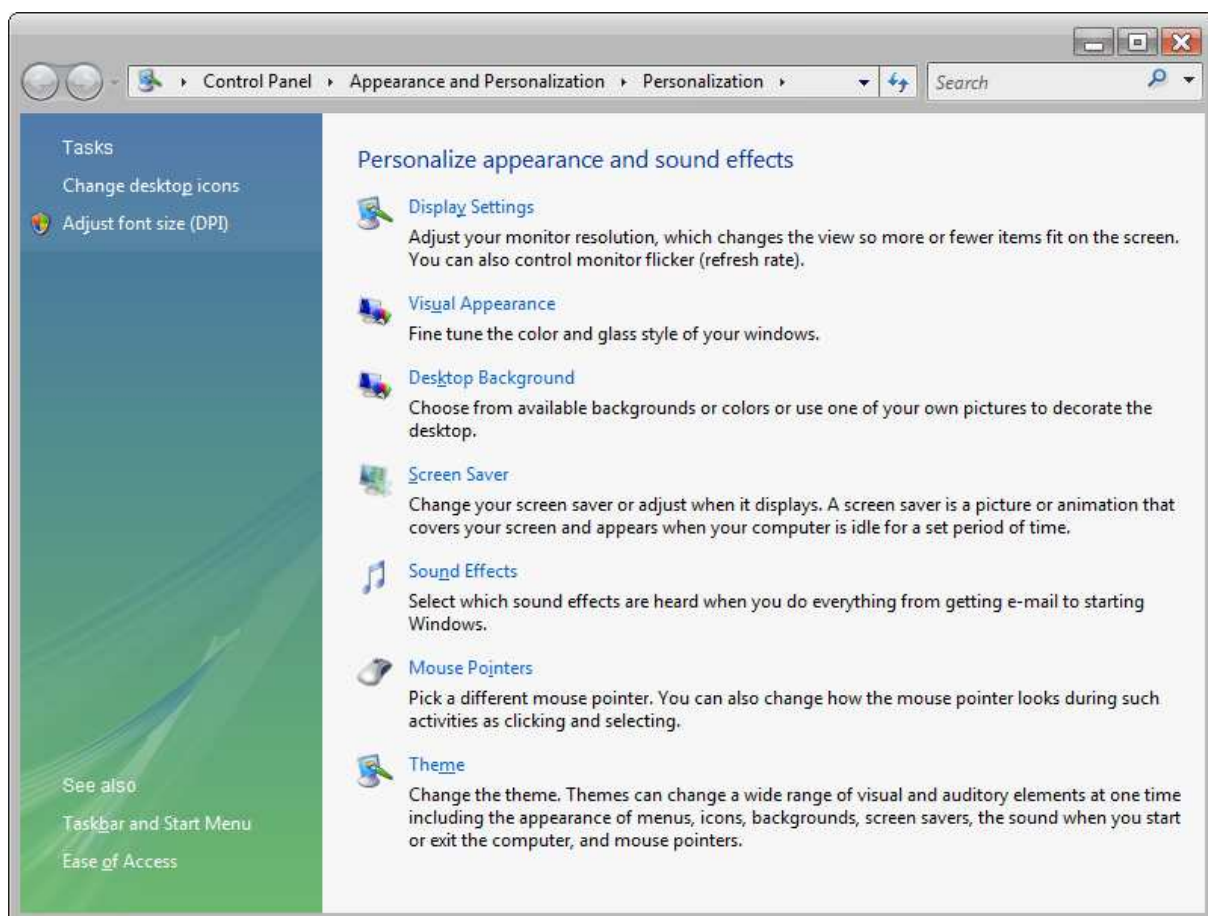 Control Panel ▸ Appearance and Personalization ▸ Personalization ▸
Search
Tasks
Change desktop icons
Adjust font size (DPI)
See also
Taskbar and Start Menu
Ease of Access
Personalize appearance and sound effects
Display Settings
Adjust your monitor resolution, which changes the view so more or fewer items fit on the screen.
You can also control monitor flicker (refresh rate).
Visual Appearance
Fine tune the color and glass style of your windows.
Desktop Background
Choose from available backgrounds or colors or use one of your own pictures to decorate the
desktop.
Screen Saver
Change your screen saver or adjust when it displays. A screen saver is a picture or animation that
covers your screen and appears when your computer is idle for a set period of time.
Sound Effects
Select which sound effects are heard when you do everything from getting e-mail to starting
Windows.
Mouse Pointers
Pick a different mouse pointer. You can also change how the mouse pointer looks during such
activities as clicking and selecting.
Theme
Change the theme. Themes can change a wide range of visual and auditory elements at one time
including the appearance of menus, icons, backgrounds, screen savers, the sound when you start
or exit the computer, and mouse pointers.